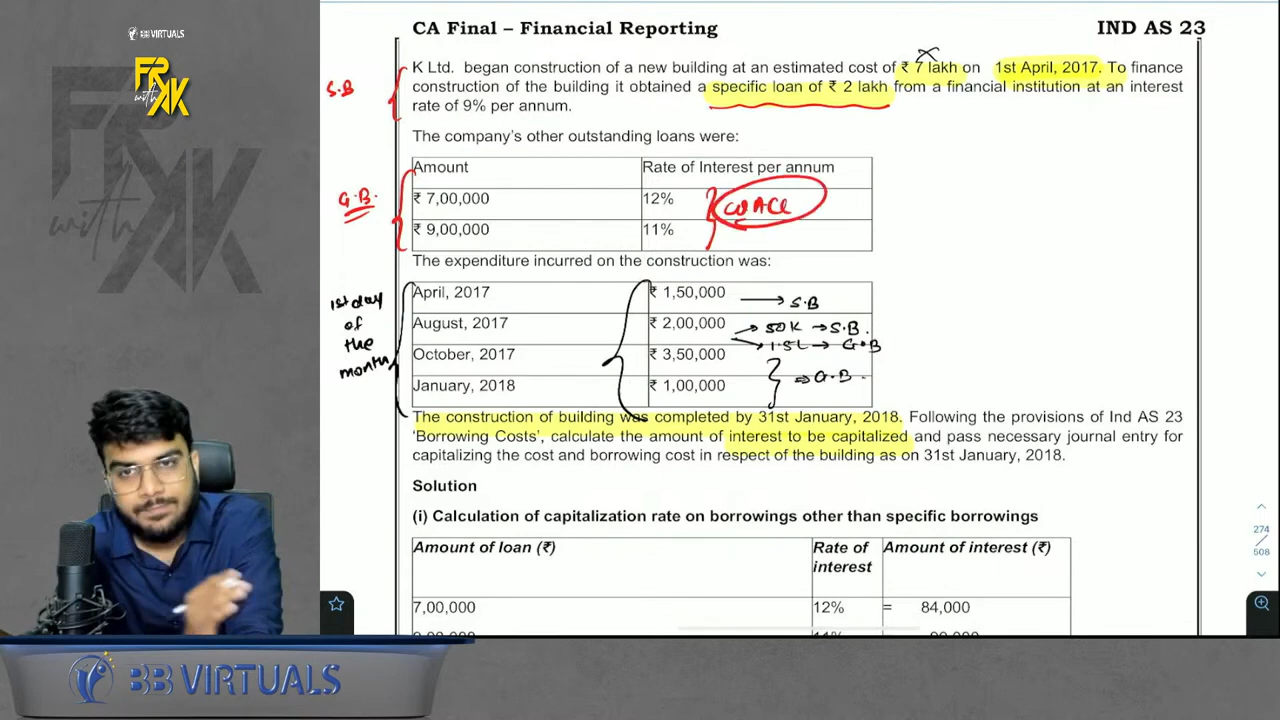 BB VIRTUALS
FR
with
KK
CA Final – Financial Reporting
IND AS 23
K Ltd. began construction of a new building at an estimated cost of ₹ 7 lakh on 1st April, 2017. To finance
construction of the building it obtained a specific loan of ₹ 2 lakh from a financial institution at an interest
rate of 9% per annum.
S.B
The company's other outstanding loans were:
Amount
Rate of Interest per annum
G.B.
₹ 7,00,000
12%
₹ 9,00,000
11%
The expenditure incurred on the construction was:
1st day
of
the
month
April, 2017
₹ 1,50,000
S.B
August, 2017
₹ 2,00,000
50K → S.B.
1.5L → G.B
October, 2017
₹ 3,50,000
⇒ G.B.
January, 2018
₹ 1,00,000
The construction of building was completed by 31st January, 2018. Following the provisions of Ind AS 23
'Borrowing Costs', calculate the amount of interest to be capitalized and pass necessary journal entry for
capitalizing the cost and borrowing cost in respect of the building as on 31st January, 2018.
Solution
(i) Calculation of capitalization rate on borrowings other than specific borrowings
Amount of loan (₹)
Rate of
interest
Amount of interest (₹)
7,00,000
12%
= 84,000
274
508
BB VIRTUALS